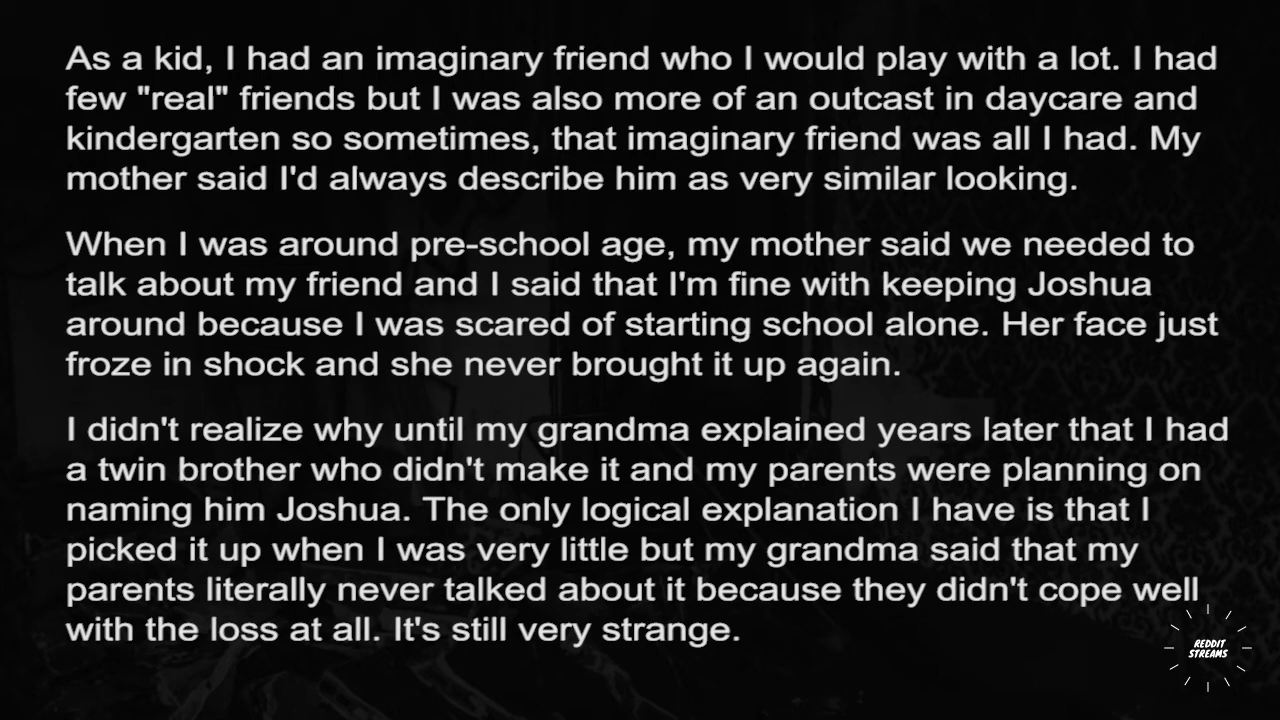 As a kid, I had an imaginary friend who I would play with a lot. I had
few "real" friends but I was also more of an outcast in daycare and
kindergarten so sometimes, that imaginary friend was all I had. My
mother said I'd always describe him as very similar looking.
When I was around pre-school age, my mother said we needed to
talk about my friend and I said that I'm fine with keeping Joshua
around because I was scared of starting school alone. Her face just
froze in shock and she never brought it up again.
I didn't realize why until my grandma explained years later that I had
a twin brother who didn't make it and my parents were planning on
naming him Joshua. The only logical explanation I have is that I
picked it up when I was very little but my grandma said that my
parents literally never talked about it because they didn't cope well
with the loss at all. It's still very strange.
REDDIT
STREAMS